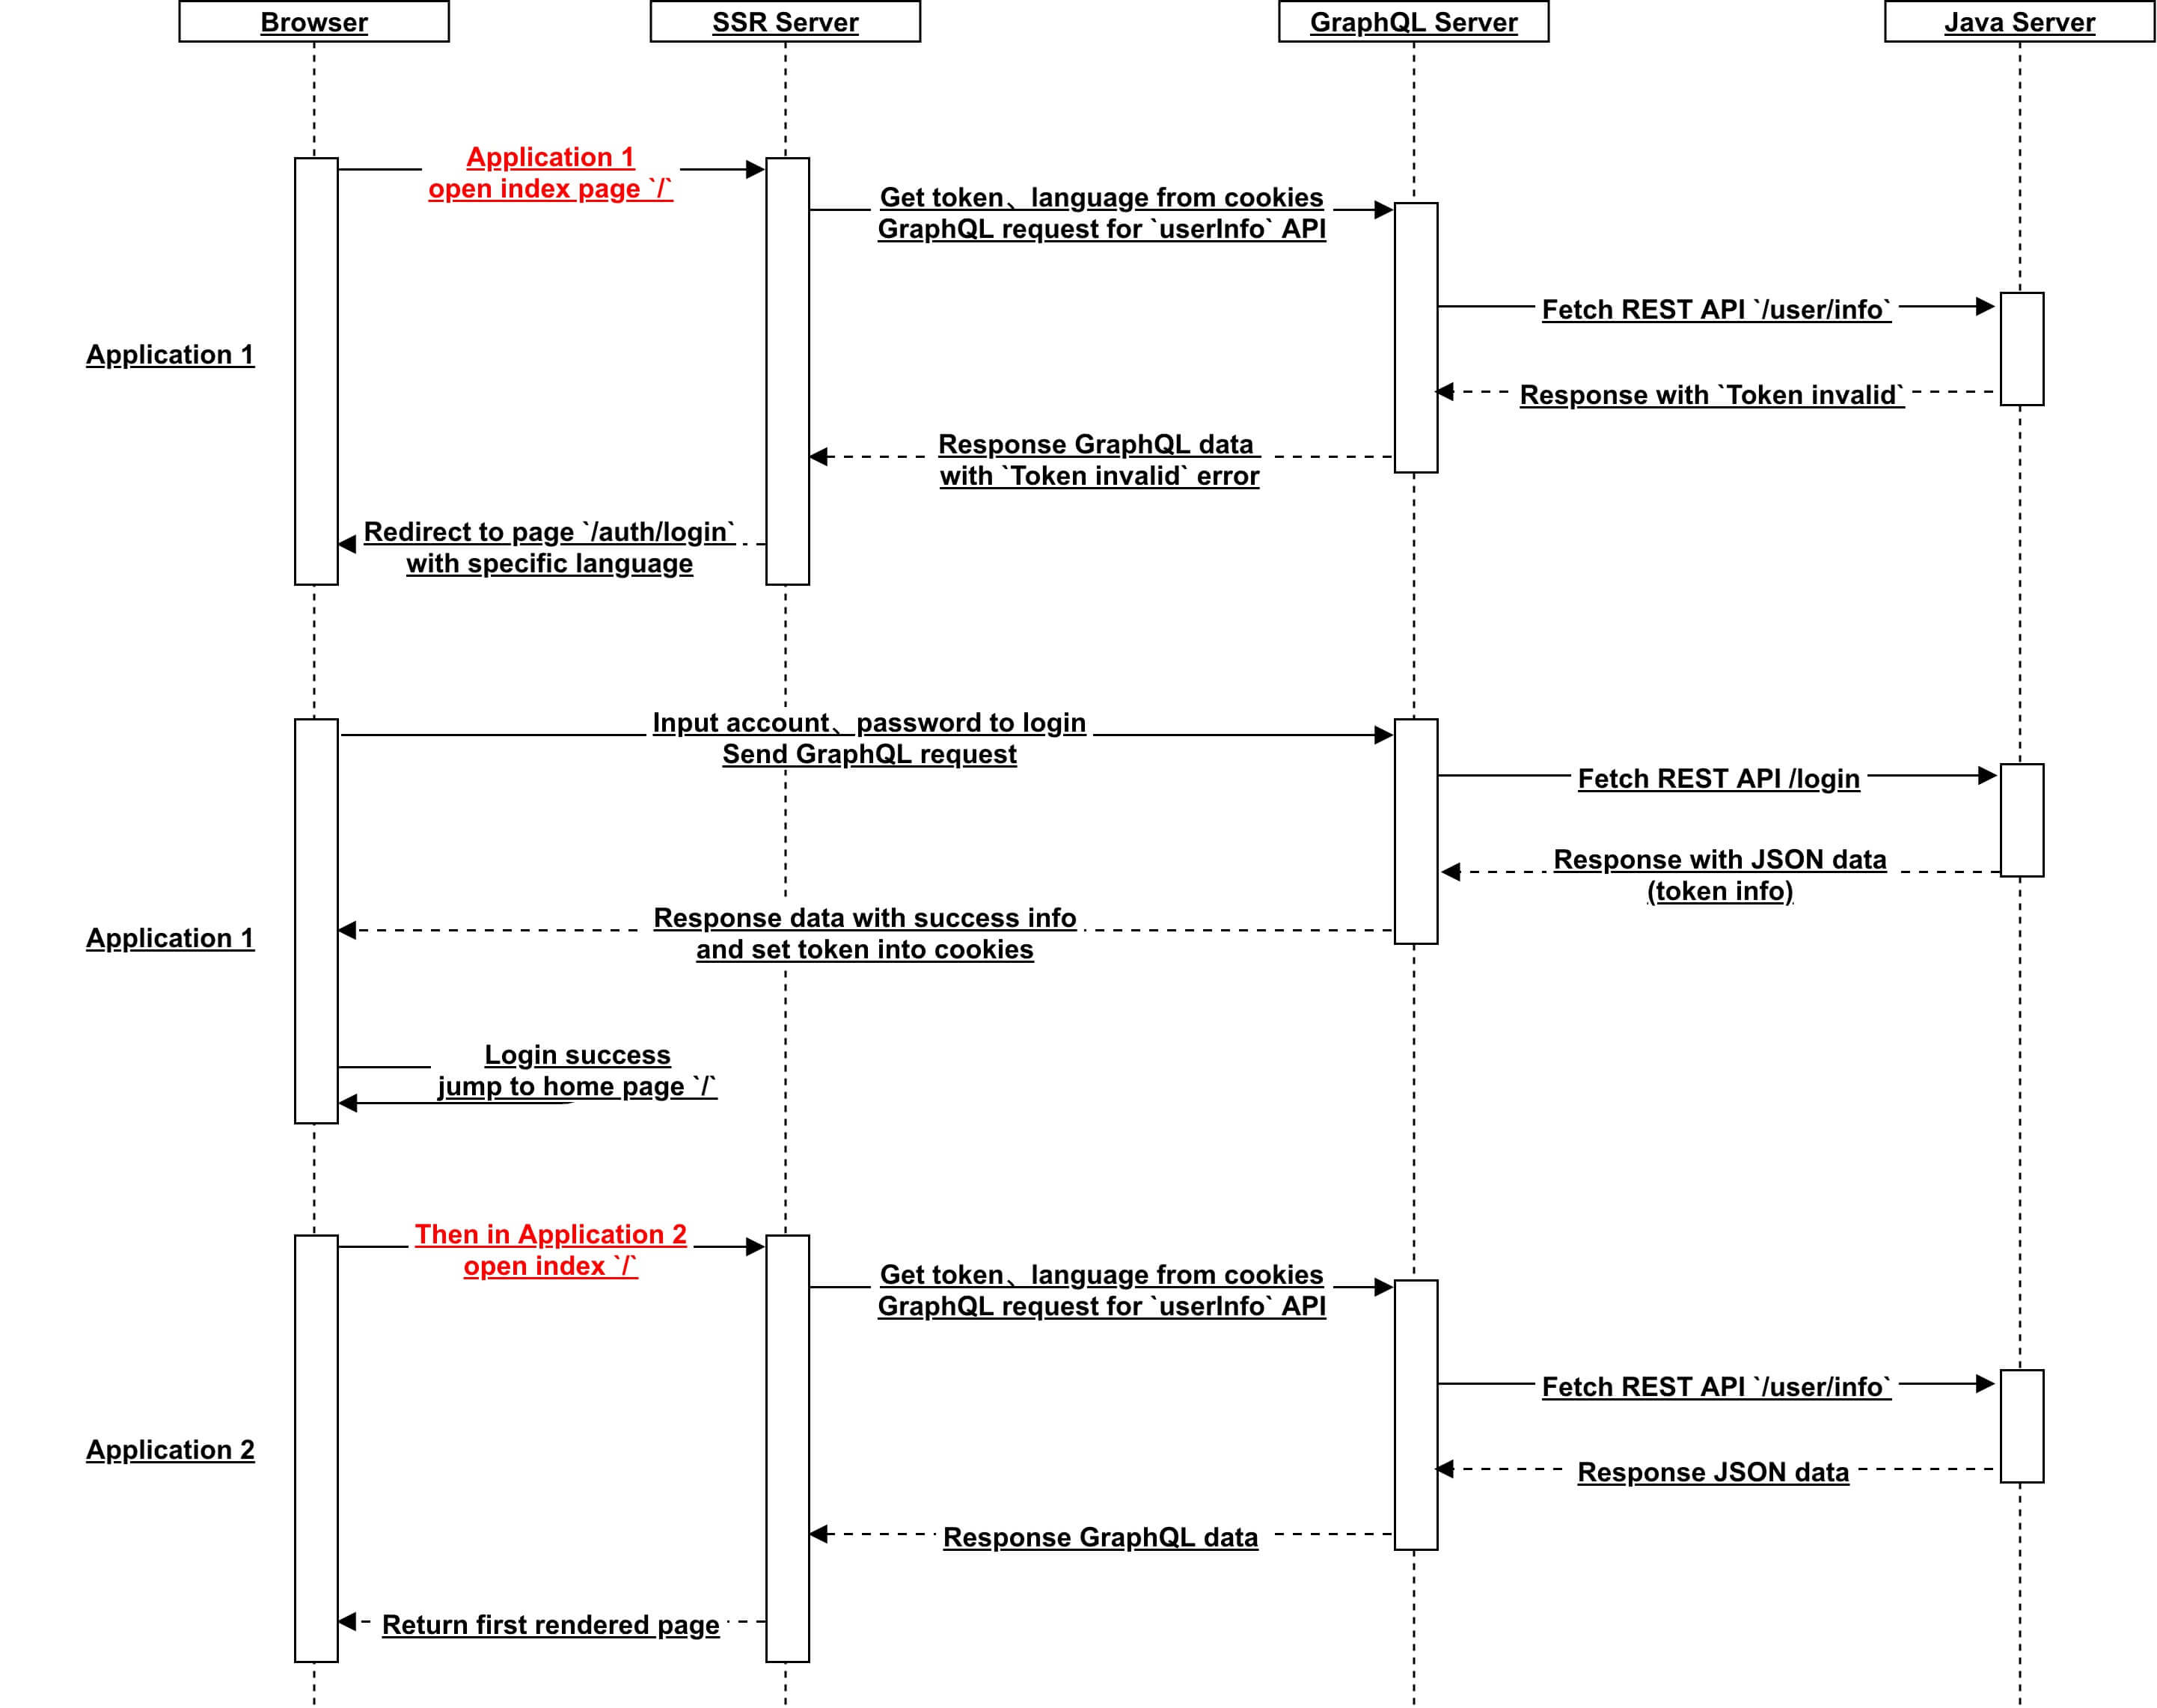 Browser
SSR Server
GraphQL Server
Java Server
Application 1
open index page `/`
Get token、language from cookies
GraphQL request for `userInfo` API
Fetch REST API `/user/info`
Application 1
Response with `Token invalid`
Response GraphQL data
with `Token invalid` error
Redirect to page `/auth/login`
with specific language
Input account、password to login
Send GraphQL request
Fetch REST API /login
Response with JSON data
(token info)
Application 1
Response data with success info
and set token into cookies
Login success
jump to home page `/`
Then in Application 2
open index `/`
Get token、language from cookies
GraphQL request for `userInfo` API
Fetch REST API `/user/info`
Application 2
Response JSON data
Response GraphQL data
Return first rendered page